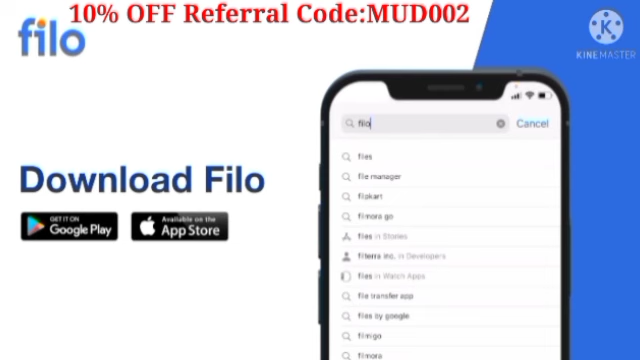 10% OFF Referral Code:MUD002
filo
KINEMASTER
Download Filo
GET IT ON
Google Play
Available on the
App Store
filo
Cancel
files
file manager
filpkart
filmora go
files in Stories
filterra inc. in Developers
files in Watch Apps
file transfer app
files by google
filmigo
filmora